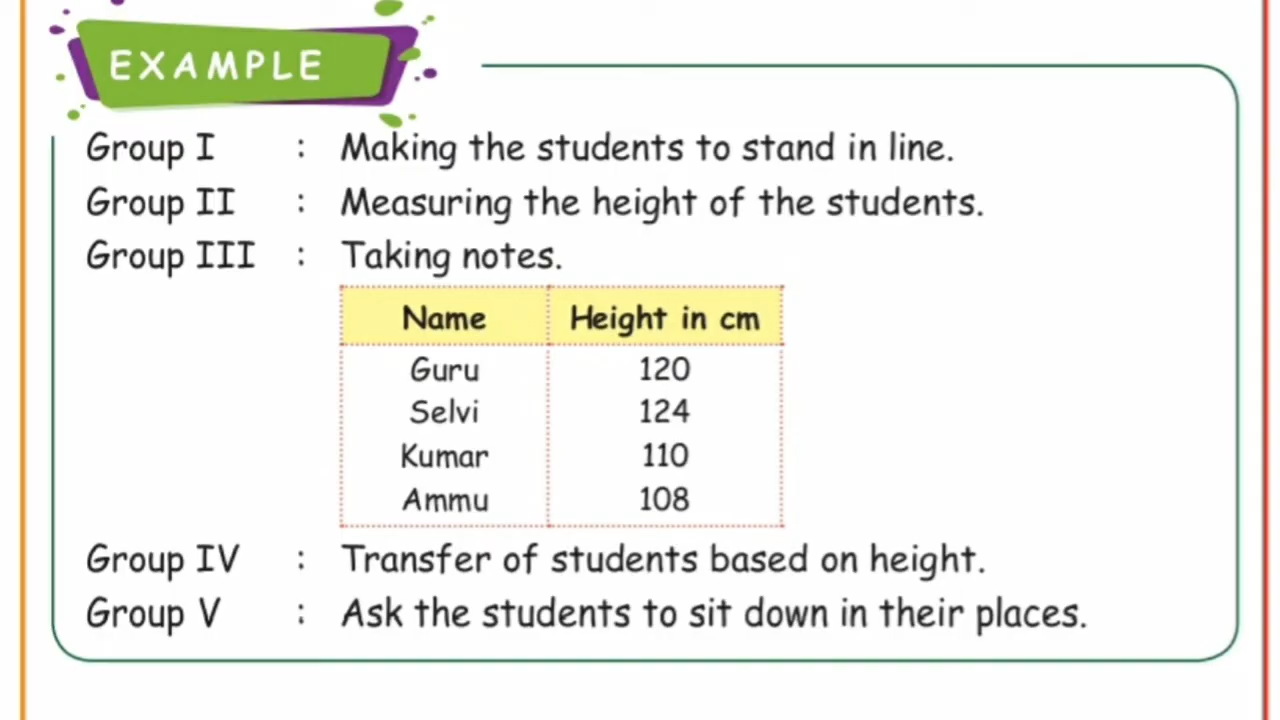 EXAMPLE
Group I : Making the students to stand in line.
Group II : Measuring the height of the students.
Group III : Taking notes.
Name Height in cm
Guru 120
Selvi 124
Kumar 110
Ammu 108
Group IV : Transfer of students based on height.
Group V : Ask the students to sit down in their places.